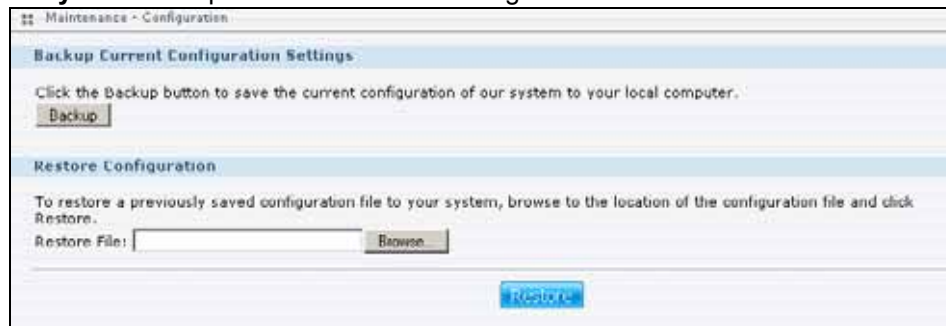 Maintenance - Configuration
Backup Current Configuration Settings
Click the Backup button to save the current configuration of our system to your local computer.
Backup
Restore Configuration
To restore a previously saved configuration file to your system, browse to the location of the configuration file and click
Restore.
Restore File: Browse...
Restore